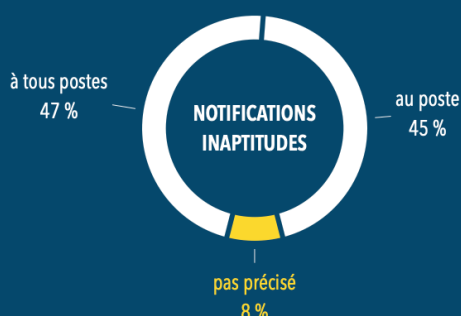 à tous postes
47 %
NOTIFICATIONS
INAPTITUDES
au poste
45 %
pas précisé
8 %